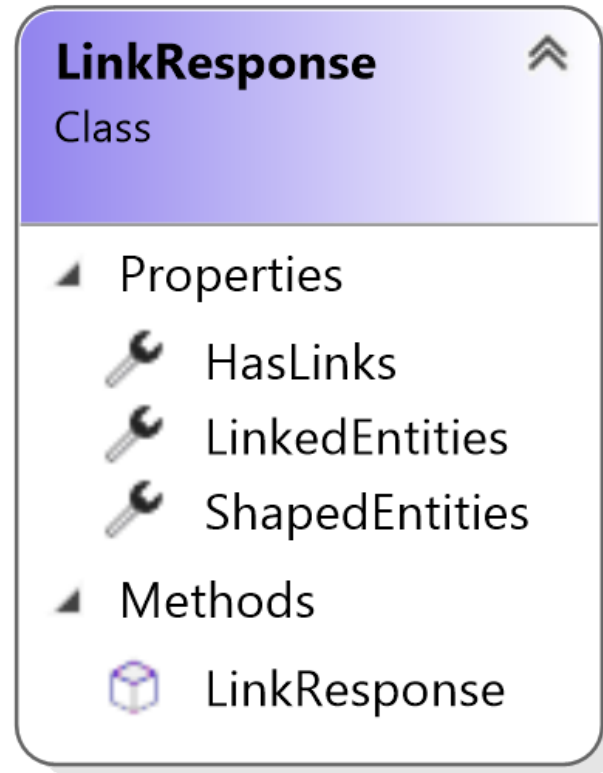 LinkResponse
Class
Properties
HasLinks
LinkedEntities
ShapedEntities
Methods
LinkResponse